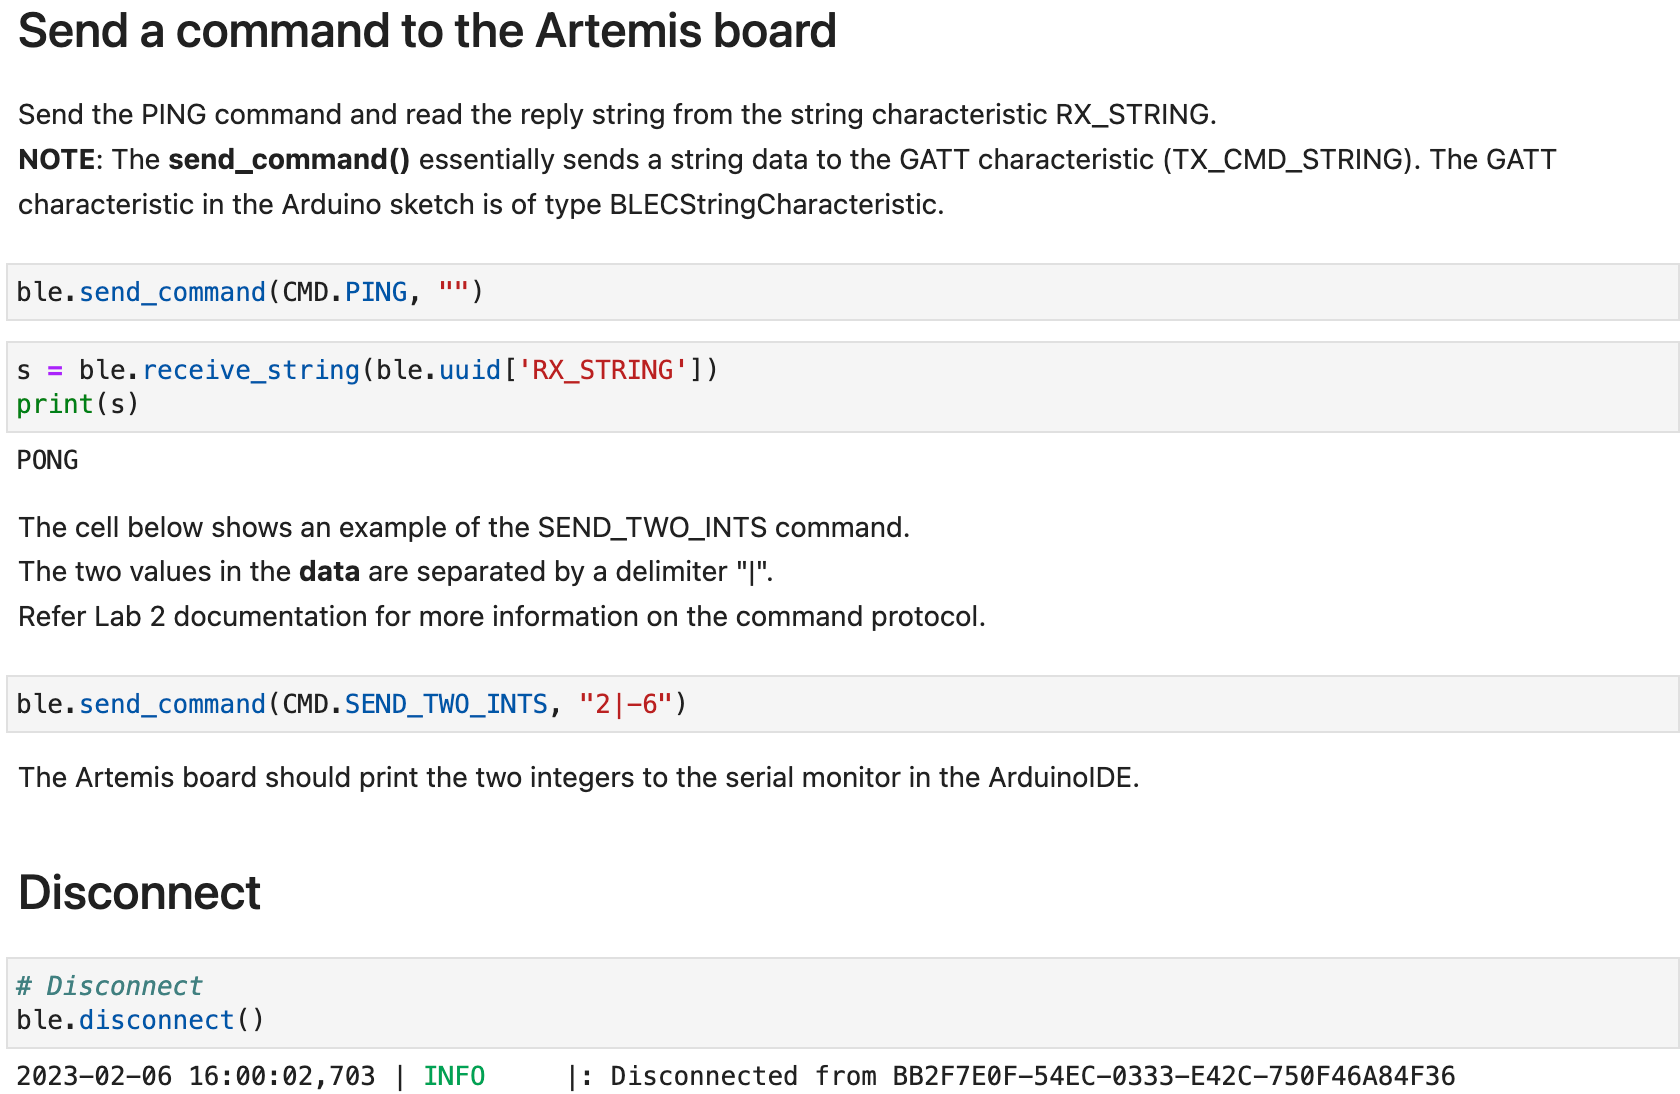 Send a command to the Artemis board
Send the PING command and read the reply string from the string characteristic RX_STRING.
NOTE: The send_command() essentially sends a string data to the GATT characteristic (TX_CMD_STRING). The GATT
characteristic in the Arduino sketch is of type BLECStringCharacteristic.
ble.send_command(CMD.PING, "")
s = ble.receive_string(ble.uuid['RX_STRING'])
print(s)
PONG
The cell below shows an example of the SEND_TWO_INTS command.
The two values in the data are separated by a delimiter "|".
Refer Lab 2 documentation for more information on the command protocol.
ble.send_command(CMD.SEND_TWO_INTS, "2|-6")
The Artemis board should print the two integers to the serial monitor in the ArduinoIDE.
Disconnect
# Disconnect
ble.disconnect()
2023-02-06 16:00:02,703 | INFO     |: Disconnected from BB2F7E0F-54EC-0333-E42C-750F46A84F36